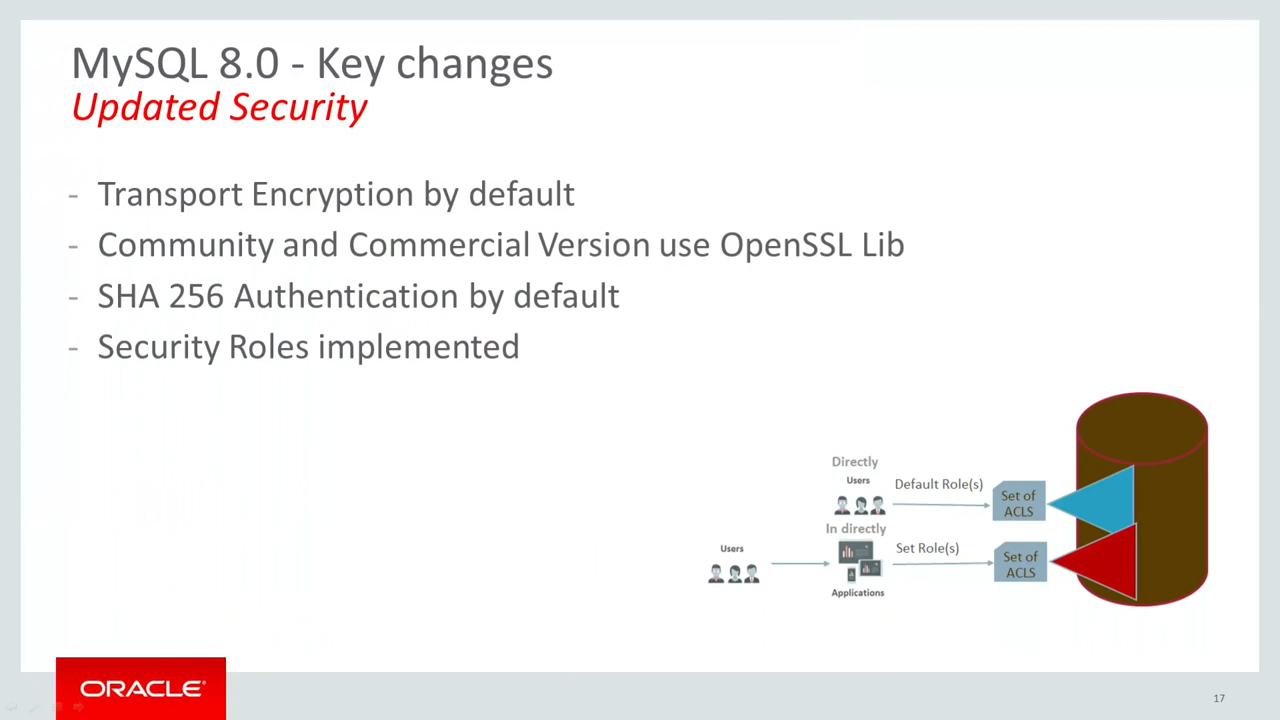 MySQL 8.0 - Key changes
Updated Security
- Transport Encryption by default
- Community and Commercial Version use OpenSSL Lib
- SHA 256 Authentication by default
- Security Roles implemented
Directly
Users
Default Role(s)
Set of
ACLS
In directly
Users
Set Role(s)
Set of
ACLS
Applications
ORACLE®
17